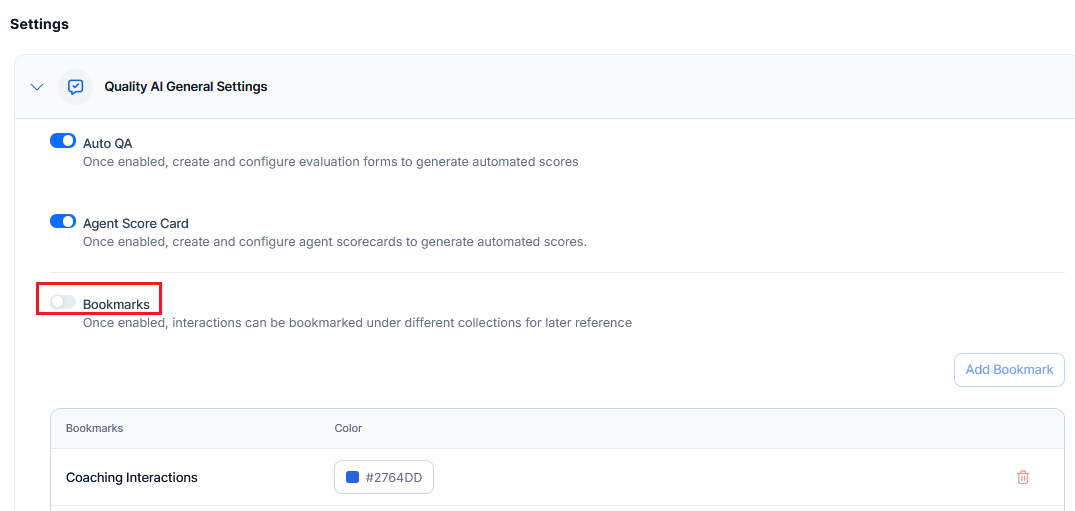 Settings
Quality AI General Settings
Auto QA
Once enabled, create and configure evaluation forms to generate automated scores
Agent Score Card
Once enabled, create and configure agent scorecards to generate automated scores.
Bookmarks
Once enabled, interactions can be bookmarked under different collections for later reference
Add Bookmark
Bookmarks Color
Coaching Interactions #2764DD